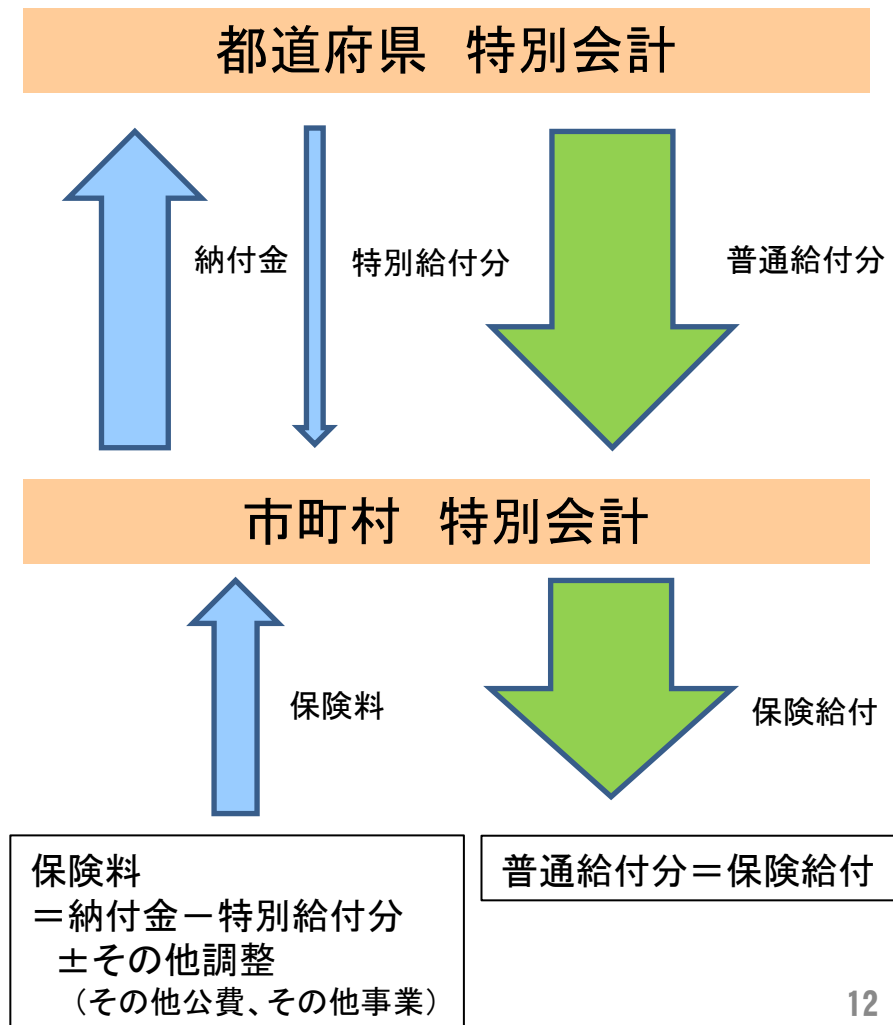 都道府県　特別会計
納付金
特別給付分
普通給付分
市町村　特別会計
保険料
保険給付
保険料
＝納付金－特別給付分
±その他調整
（その他公費、その他事業）
普通給付分＝保険給付
12